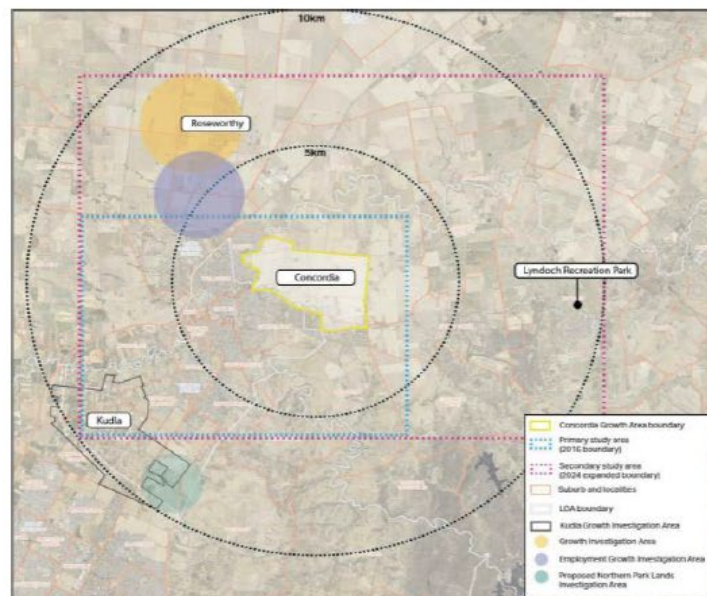 10km
Roseworthy
5km
Concordia
Lyndoch Recreation Park
Kudla
Concordia Growth Area boundary
Primary study area
(2016 boundary)
Secondary study area
(2024 expanded boundary)
Suburb and localities
LGA boundary
Kudla Growth Investigation Area
Growth Investigation Area
Employment Growth Investigation Area
Proposed Northern Park Lands
Investigation Area